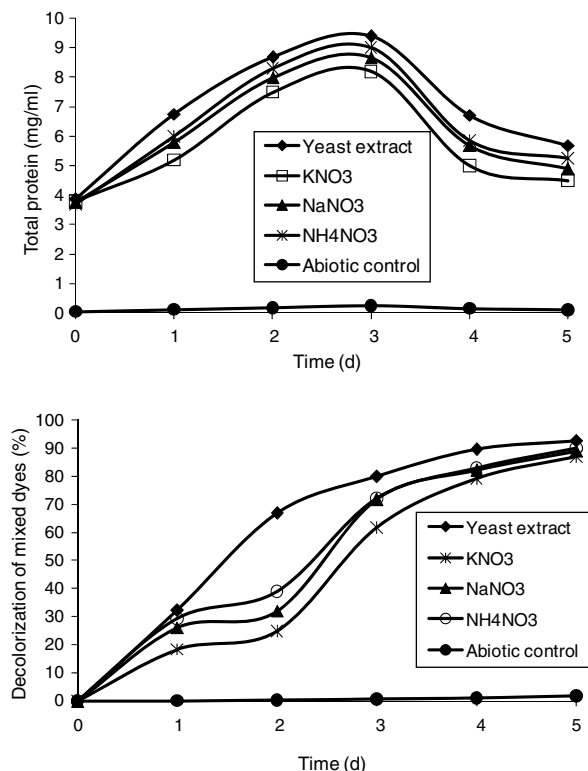 Total protein (mg/ml)
10
9
8
7
6
5
4
3
2
1
0
Yeast extract
KNO3
NaNO3
NH4NO3
Abiotic control
0 1 2 3 4 5
Time (d)
Decolorization of mixed dyes (%)
100
90
80
70
60
50
40
30
20
10
0
Yeast extract
KNO3
NaNO3
NH4NO3
Abiotic control
0 1 2 3 4 5
Time (d)